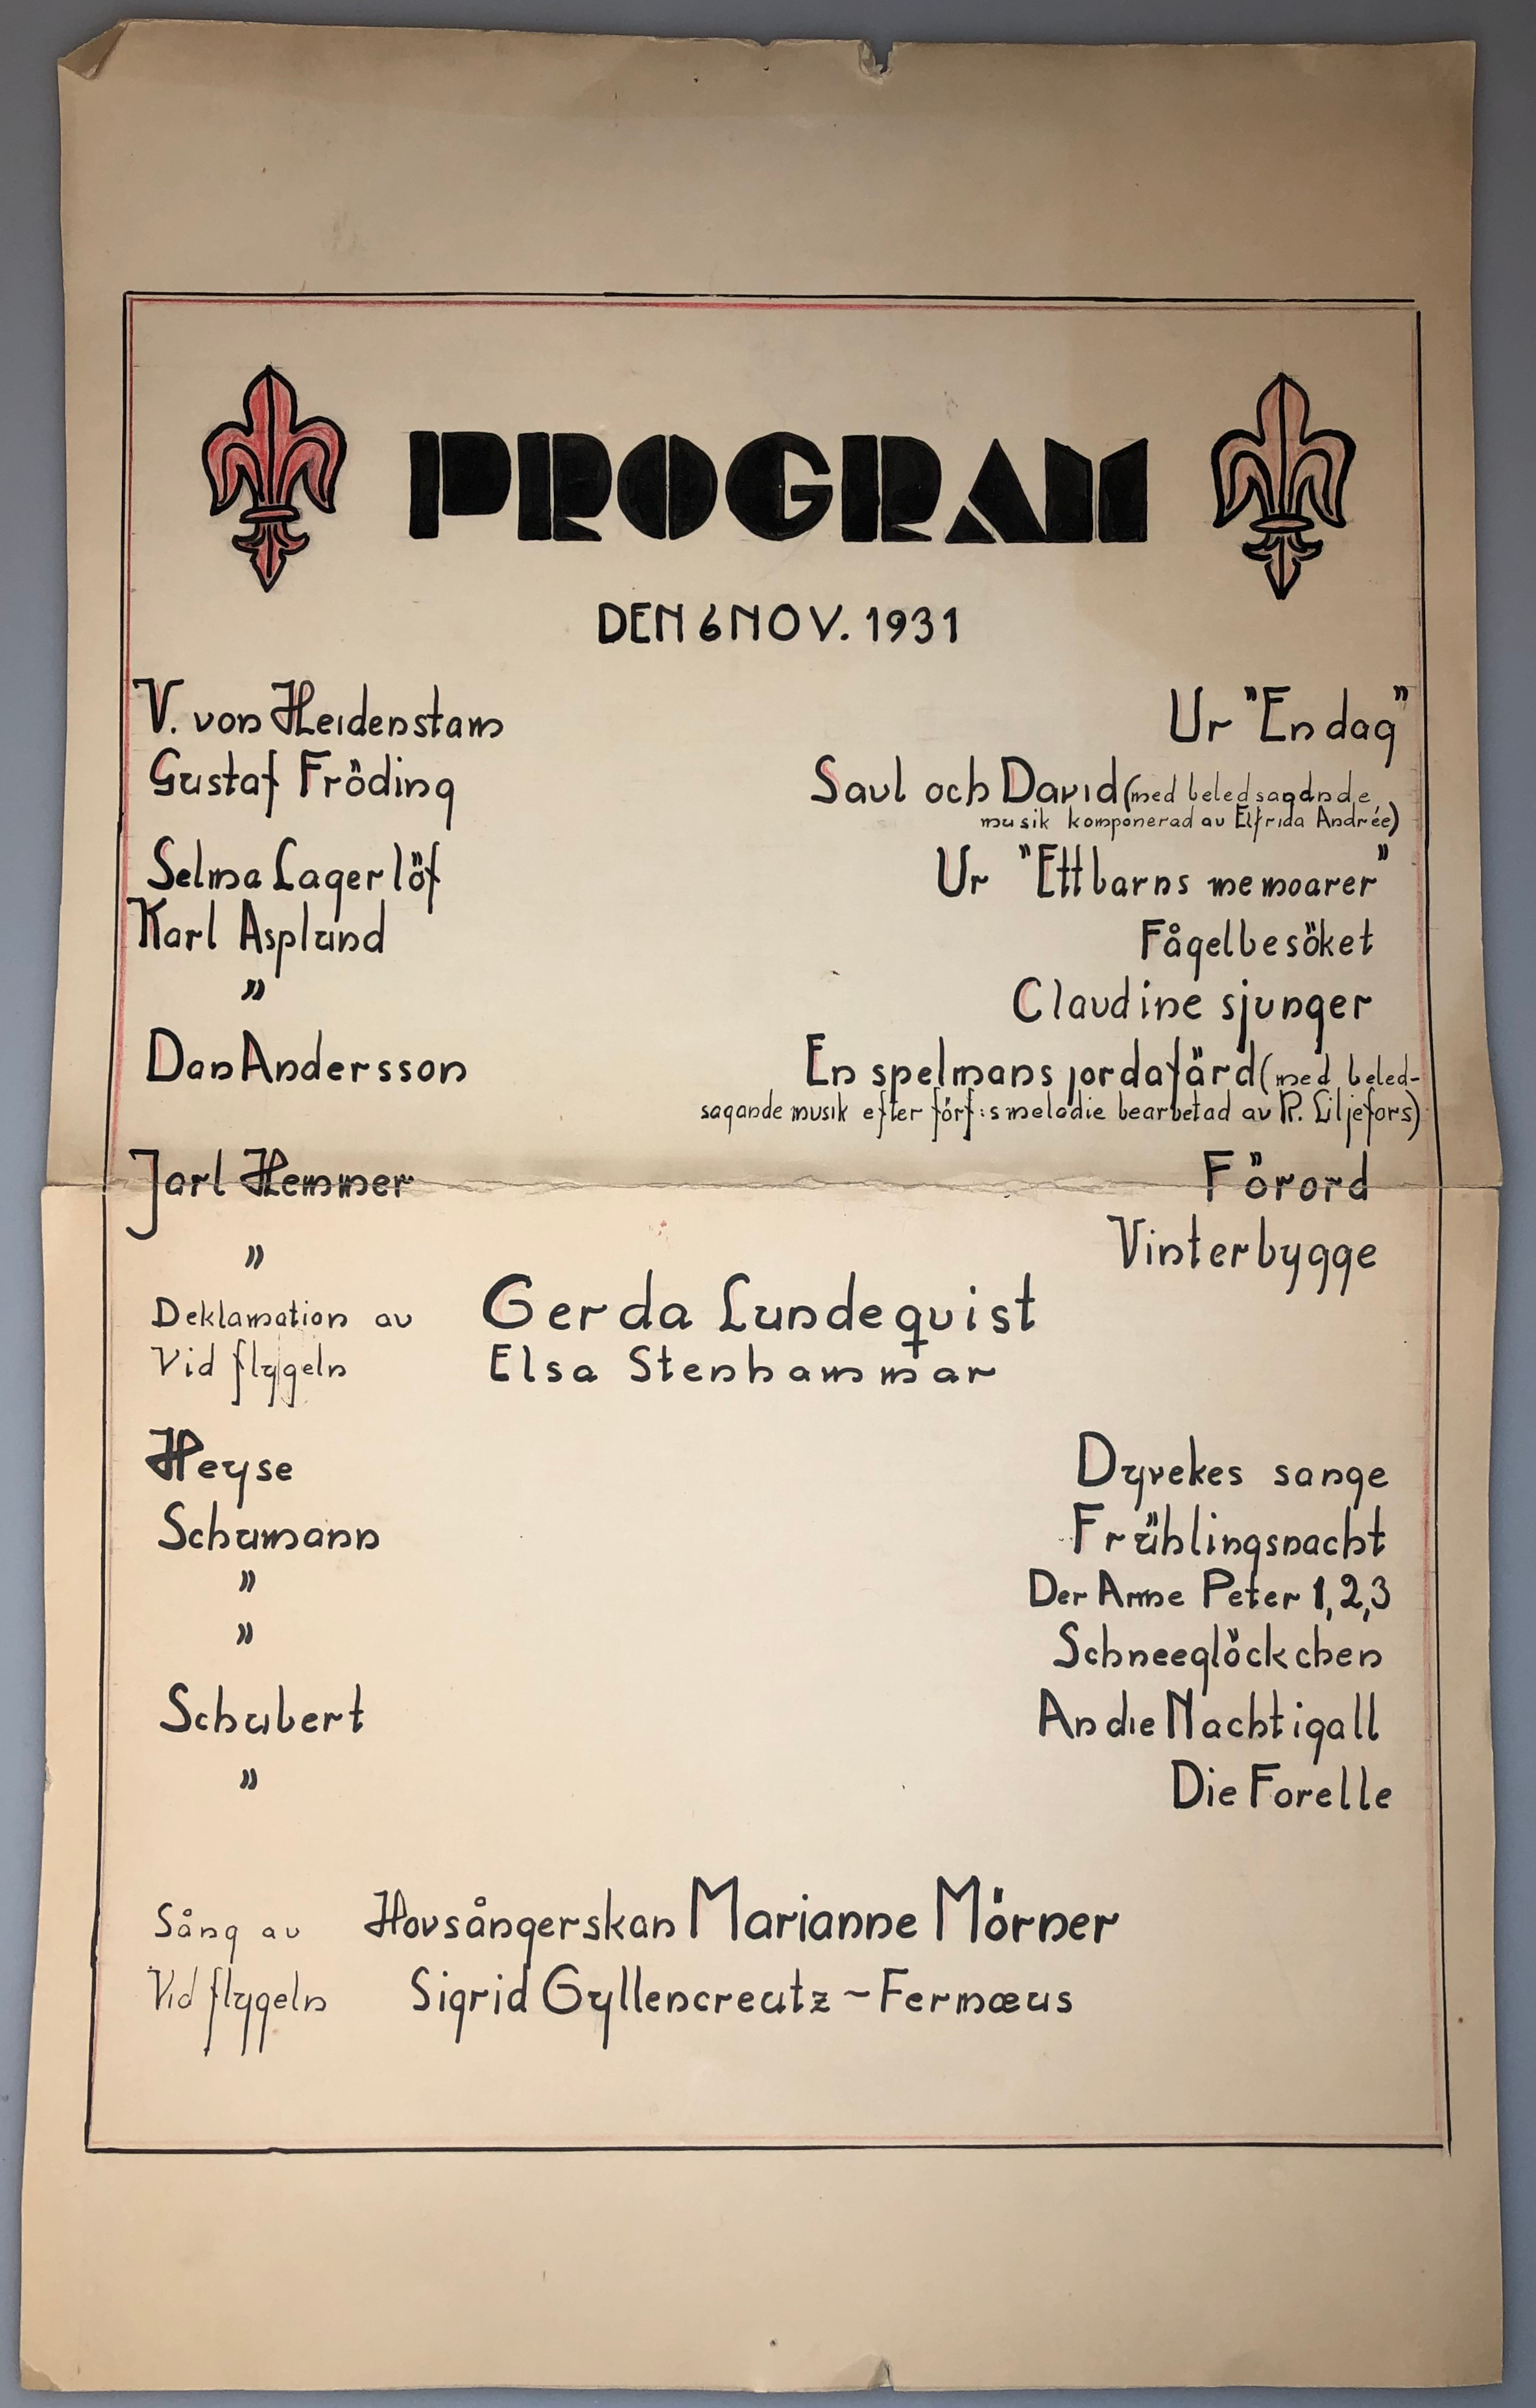 PROGRAM
DEN 6 NOV. 1931
V. von Heidenstam Ur "En dag"
Gustaf Fröding Saul och David (med beledsagande
musik komponerad av Elfrida Andrée)
Selma Lagerlöf Ur "Ett barns memoarer"
Karl Asplund Fågelbesöket
" Claudine sjunger
Dan Andersson En spelmans jordafärd (med beled-
sagande musik efter förf:s melodie bearbetad av R. Liljefors)
Jarl Hemmer Förord
" Vinterbygge
Deklamation av Gerda Lundequist
Vid flygeln Elsa Stenhammar
Heyse Dyvekes sange
Schumann Frühlingsnacht
" Der Arme Peter 1,2,3
" Schneeglöckchen
Schubert An die Nachtigall
" Die Forelle
Sång av Hovsångerskan Marianne Mörner
Vid flygeln Sigrid Gyllencreutz ~ Fermæus